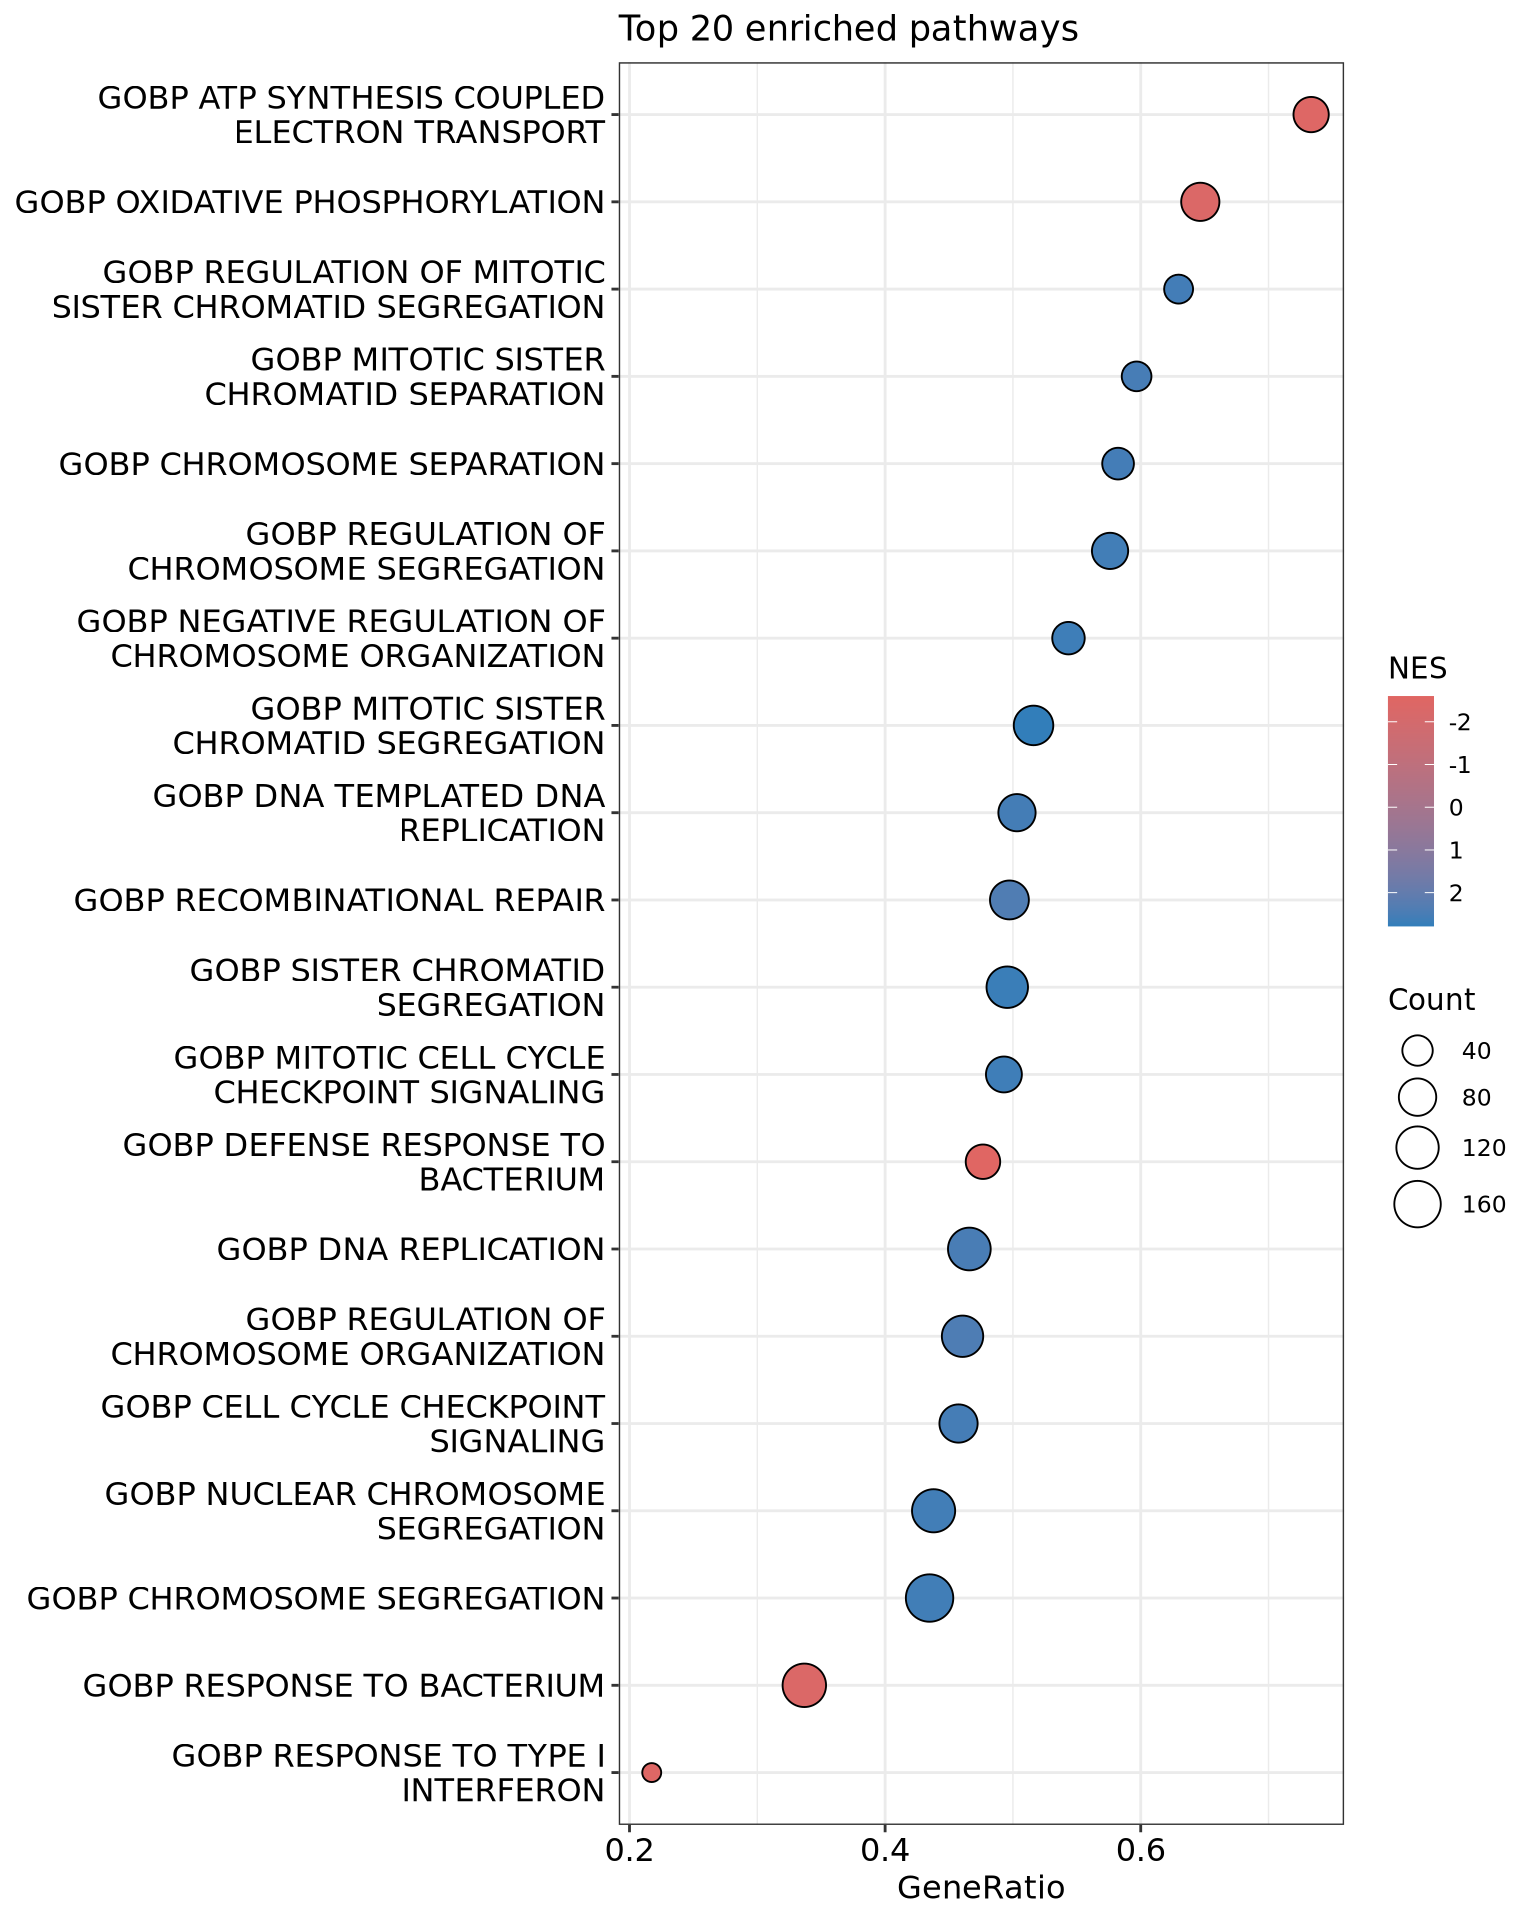 Top 20 enriched pathways
GOBP ATP SYNTHESIS COUPLED
ELECTRON TRANSPORT
GOBP OXIDATIVE PHOSPHORYLATION
GOBP REGULATION OF MITOTIC
SISTER CHROMATID SEGREGATION
GOBP MITOTIC SISTER
CHROMATID SEPARATION
GOBP CHROMOSOME SEPARATION
GOBP REGULATION OF
CHROMOSOME SEGREGATION
GOBP NEGATIVE REGULATION OF
CHROMOSOME ORGANIZATION
GOBP MITOTIC SISTER
CHROMATID SEGREGATION
GOBP DNA TEMPLATED DNA
REPLICATION
GOBP RECOMBINATIONAL REPAIR
GOBP SISTER CHROMATID
SEGREGATION
GOBP MITOTIC CELL CYCLE
CHECKPOINT SIGNALING
GOBP DEFENSE RESPONSE TO
BACTERIUM
GOBP DNA REPLICATION
GOBP REGULATION OF
CHROMOSOME ORGANIZATION
GOBP CELL CYCLE CHECKPOINT
SIGNALING
GOBP NUCLEAR CHROMOSOME
SEGREGATION
GOBP CHROMOSOME SEGREGATION
GOBP RESPONSE TO BACTERIUM
GOBP RESPONSE TO TYPE I
INTERFERON
0.2 0.4 0.6
GeneRatio
NES
-2
-1
0
1
2
Count
40
80
120
160